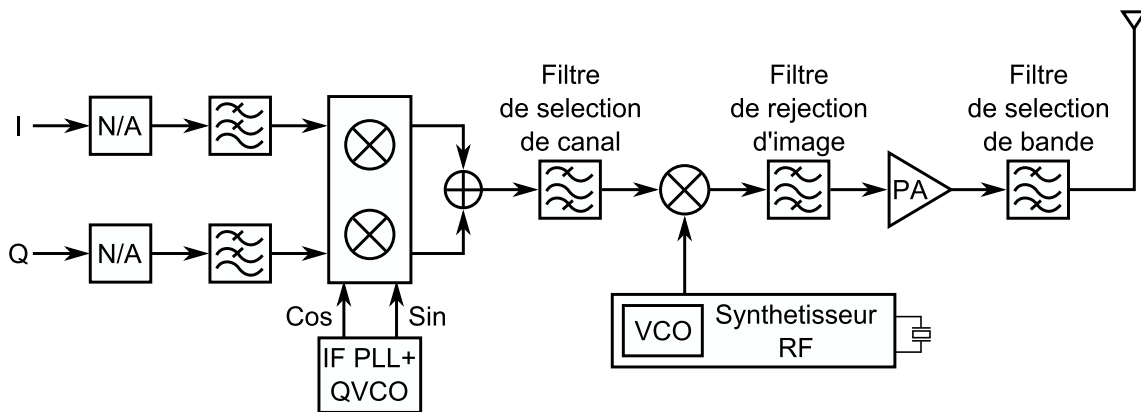 I
N/A
Q
N/A
Cos
Sin
IF PLL+
QVCO
Filtre
de selection
de canal
Filtre
de rejection
d'image
Filtre
de selection
de bande
PA
VCO
Synthetisseur
RF